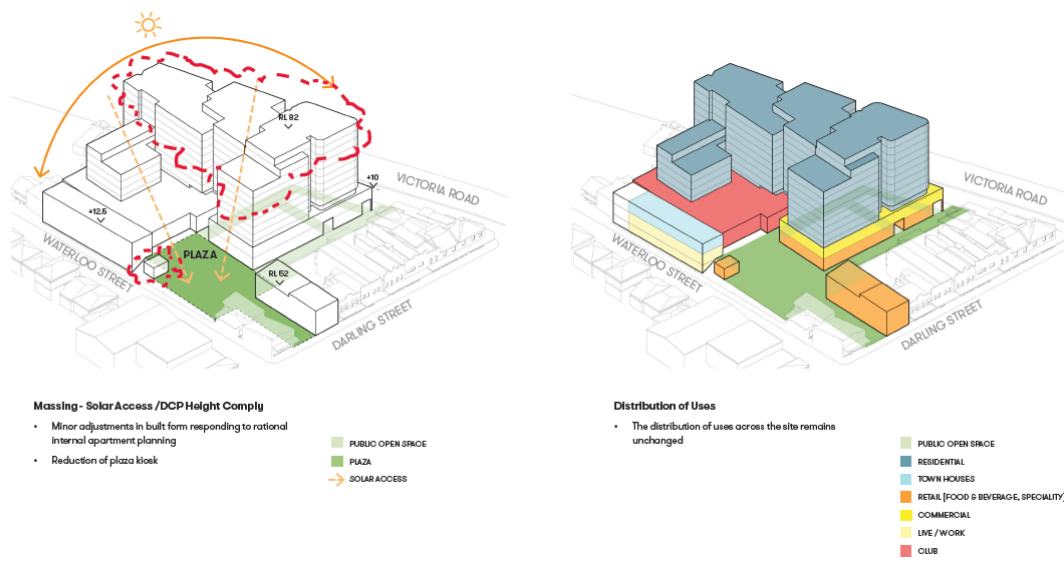 RL 82
+10
VICTORIA ROAD
+12.5
PLAZA
WATERLOO STREET
RL 52
DARLING STREET
Massing - Solar Access /DCP Height Comply
• Minor adjustments in built form responding to rational
internal apartment planning
• Reduction of plaza kiosk
PUBLIC OPEN SPACE
PLAZA
SOLAR ACCESS
VICTORIA ROAD
WATERLOO STREET
DARLING STREET
Distribution of Uses
• The distribution of uses across the site remains
unchanged
PUBLIC OPEN SPACE
RESIDENTIAL
TOWN HOUSES
RETAIL [FOOD & BEVERAGE, SPECIALITY]
COMMERCIAL
LIVE / WORK
CLUB